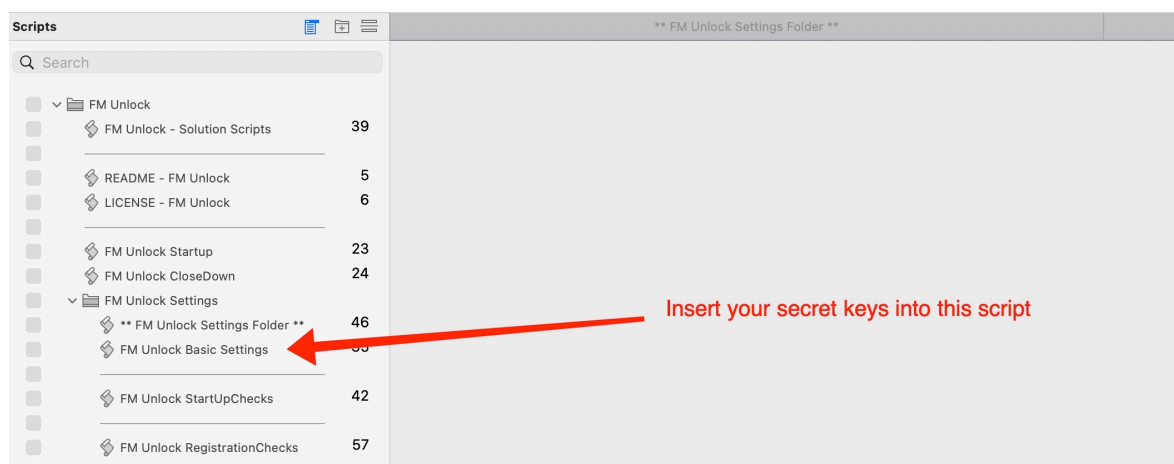 Scripts
** FM Unlock Settings Folder **
Search
FM Unlock
FM Unlock - Solution Scripts 39
README - FM Unlock 5
LICENSE - FM Unlock 6
FM Unlock Startup 23
FM Unlock CloseDown 24
FM Unlock Settings
** FM Unlock Settings Folder ** 46
Insert your secret keys into this script
FM Unlock Basic Settings
FM Unlock StartUpChecks 42
FM Unlock RegistrationChecks 57